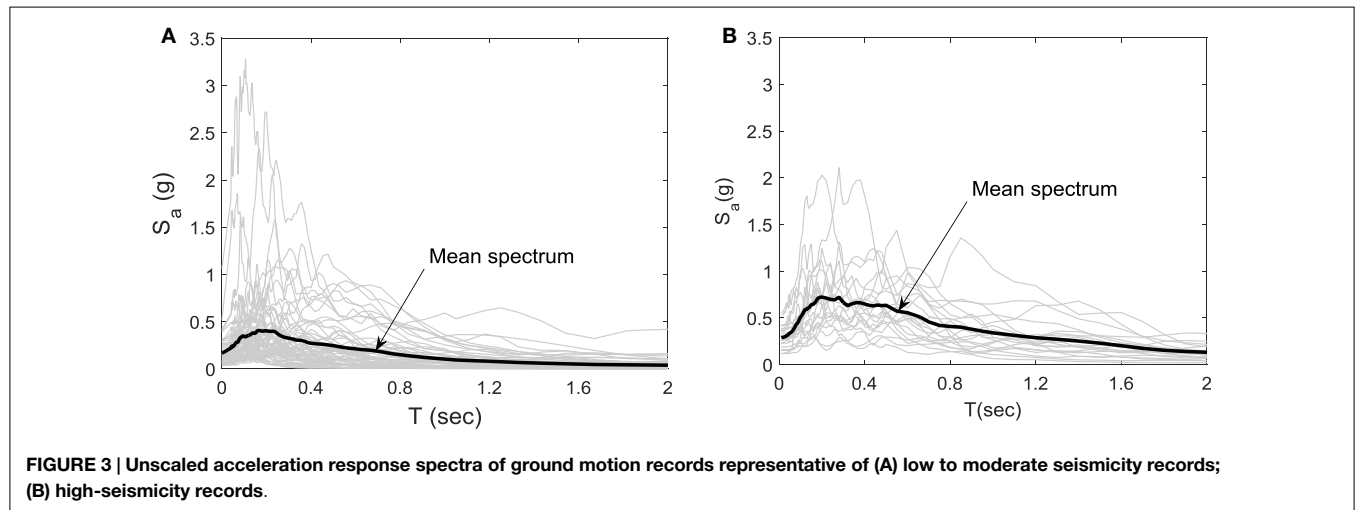 A
3.5
3
2.5
2
1.5
1
0.5
0
S a (g)
Mean spectrum
0 0.4 0.8 1.2 1.6 2
T (sec)
B
3.5
3
2.5
2
1.5
1
0.5
0
S a (g)
Mean spectrum
0 0.4 0.8 1.2 1.6 2
T(sec)
FIGURE 3 | Unscaled acceleration response spectra of ground motion records representative of (A) low to moderate seismicity records;
(B) high-seismicity records.